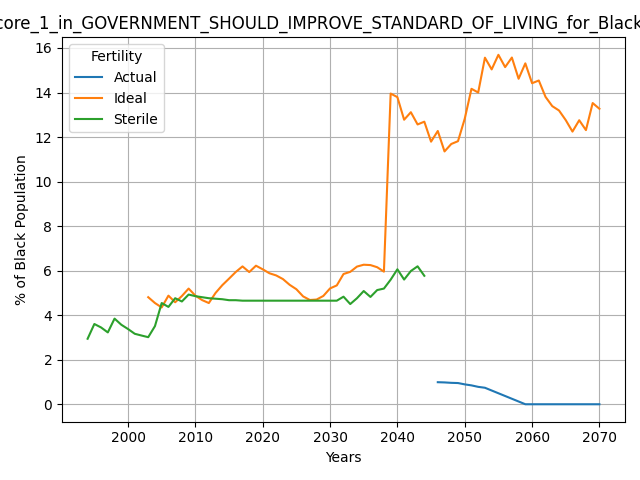 core_1_in_GOVERNMENT_SHOULD_IMPROVE_STANDARD_OF_LIVING_for_Black
Fertility
Actual
Ideal
Sterile
% of Black Population
16
14
12
10
8
6
4
2
0
2000 2010 2020 2030 2040 2050 2060 2070
Years